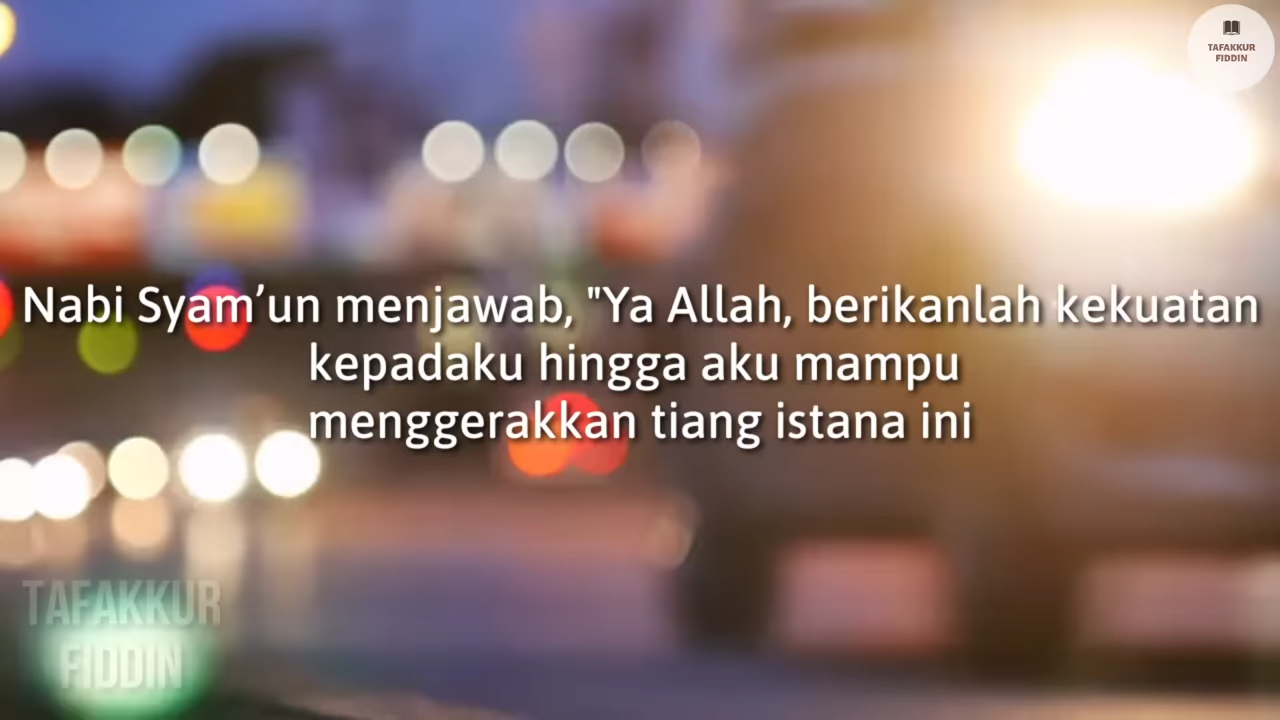 TAFAKKUR
FIDDIN
Nabi Syam’un menjawab, "Ya Allah, berikanlah kekuatan
kepadaku hingga aku mampu
menggerakkan tiang istana ini
TAFAKKUR
FIDDIN